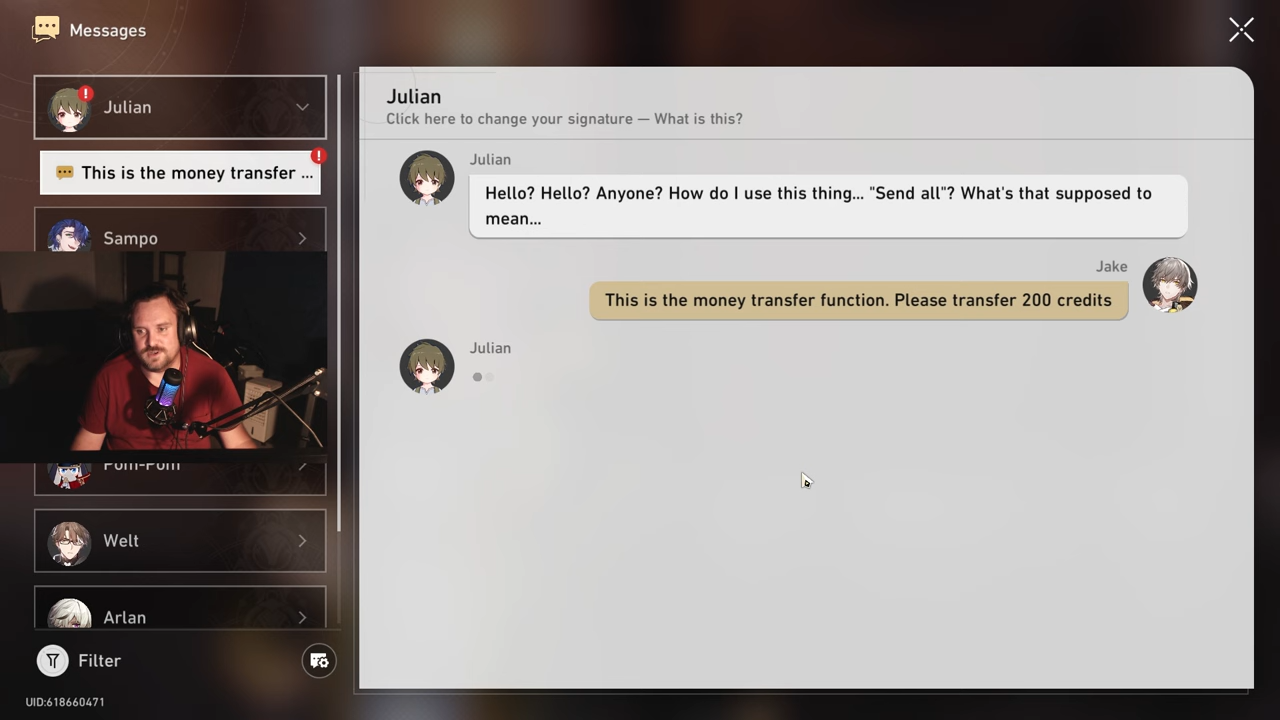 Messages
Julian
This is the money transfer ...
Sampo
Pom-Pom
Welt
Arlan
Filter
UID:618660471
Julian
Click here to change your signature — What is this?
Julian
Hello? Hello? Anyone? How do I use this thing... "Send all"? What's that supposed to
mean...
Jake
This is the money transfer function. Please transfer 200 credits
Julian